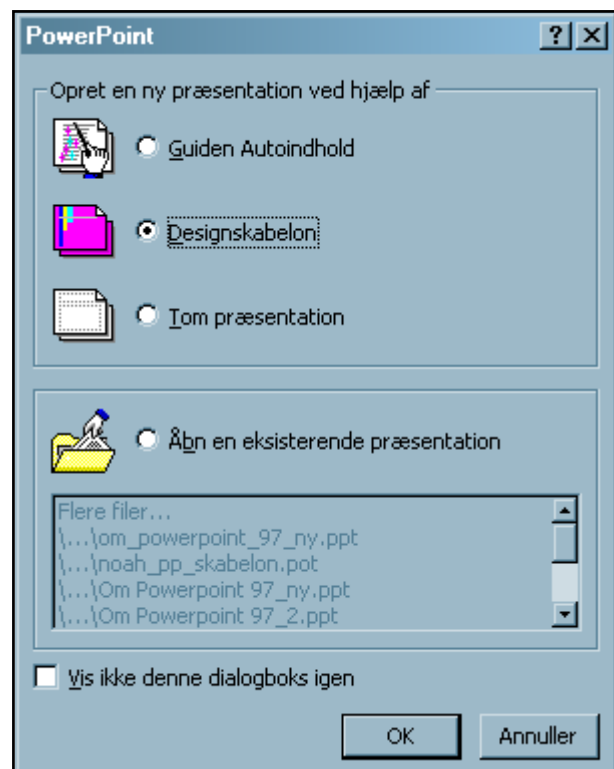 PowerPoint
Opret en ny præsentation ved hjælp af
Guiden Autoindhold
Designskabelon
Tom præsentation
Åbn en eksisterende præsentation
Flere filer...
\...\om_powerpoint_97_ny.ppt
\...\noah_pp_skabelon.pot
\...\Om Powerpoint 97_ny.ppt
\...\Om Powerpoint 97_2.ppt
Vis ikke denne dialogboks igen
OK Annuller